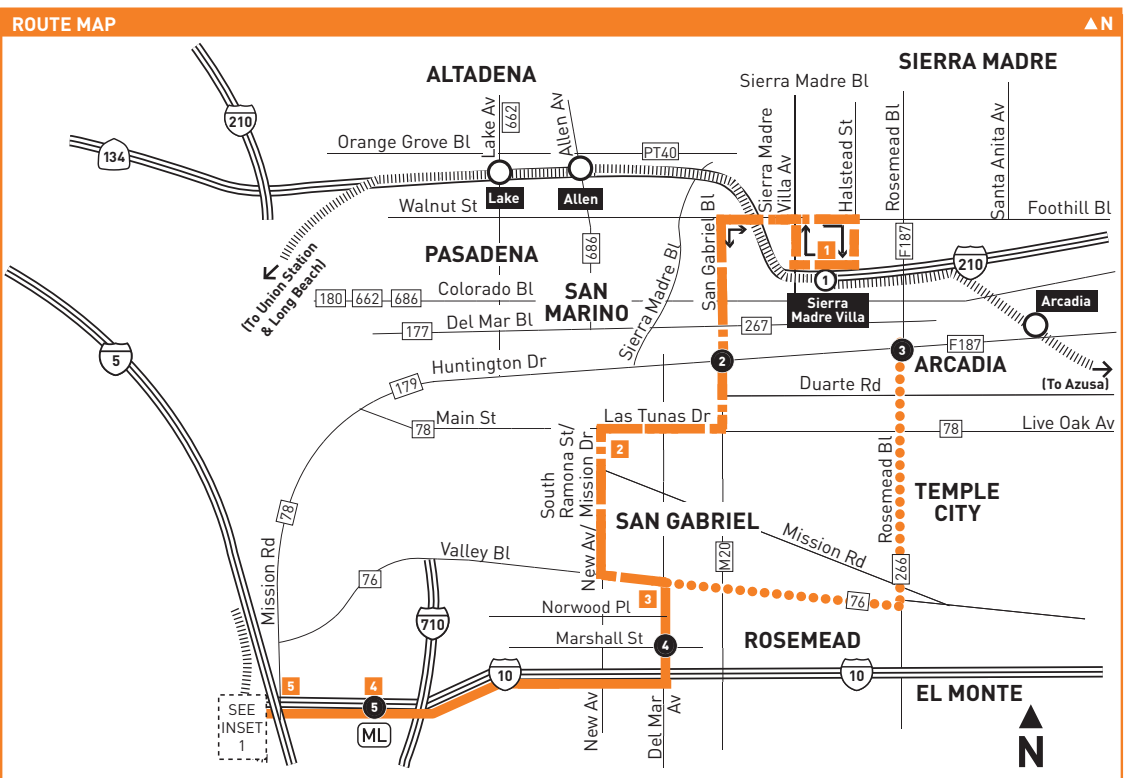 ROUTE MAP
▲N
SIERRA MADRE
ALTADENA
Sierra Madre Bl
210
134
Orange Grove Bl
Lake Av
662
Allen Av
PT40
Sierra Madre
Villa Av
Halstead St
Rosemead Bl
Santa Anita Av
Lake
Allen
Walnut St
Foothill Bl
San Gabriel Bl
686
F187
1
210
PASADENA
(To Union Station
& Long Beach)
180
662
686
Colorado Bl
SAN
MARINO
Sierra Madre Bl
1
Sierra
Madre Villa
Arcadia
177
Del Mar Bl
267
5
Huntington Dr
2
3
F187
ARCADIA
(To Azusa)
179
Duarte Rd
Main St
78
Las Tunas Dr
78
Live Oak Av
2
South
Ramona St/
Mission Dr
New Av/
Rosemead Bl
TEMPLE
CITY
78
SAN GABRIEL
Mission Rd
Mission Rd
Valley Bl
76
M20
266
76
3
Norwood Pl
710
Marshall St
4
ROSEMEAD
10
10
5
4
5
ML
SEE
INSET
1
New Av
Del Mar
Av
EL MONTE
N